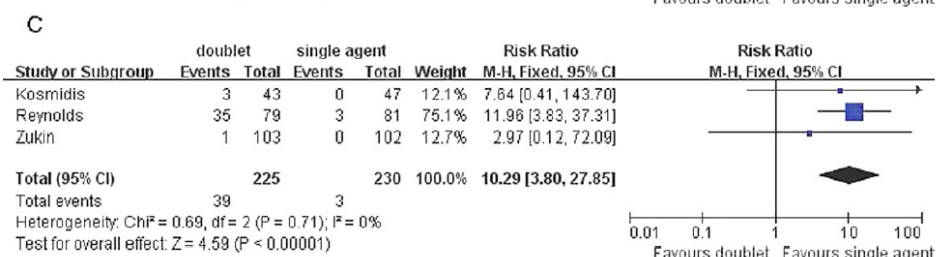 Favours doublet Favours single agent
C
doublet single agent Risk Ratio Risk Ratio
Study or Subgroup Events Total Events Total Weight M-H, Fixed, 95% CI M-H, Fixed, 95% CI
Kosmidis 3 43 0 47 12.1% 7.64 [0.41, 143.70]
Reynolds 35 79 3 81 75.1% 11.96 [3.83, 37.31]
Zukin 1 103 0 102 12.7% 2.97 [0.12, 72.09]
Total (95% CI) 225 230 100.0% 10.29 [3.80, 27.85]
Total events 39 3
Heterogeneity: Chi² = 0.69, df = 2 (P = 0.71); I² = 0%
Test for overall effect: Z = 4.59 (P < 0.00001)
0.01 0.1 1 10 100
Favours doublet Favours single agent